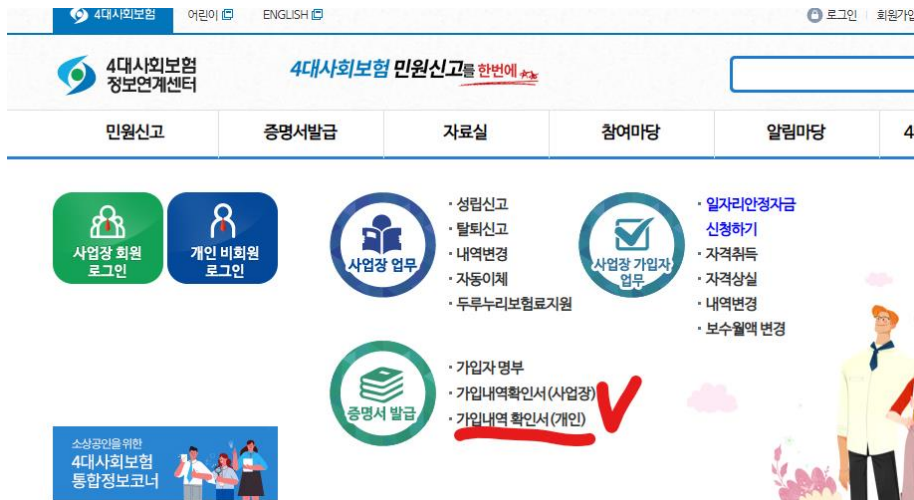 4대사회보험 어린이 ENGLISH 로그인 회원가입
4대사회보험
정보연계센터
4대사회보험 민원신고를 한번에
민원신고 증명서발급 자료실 참여마당 알림마당 4
사업장 회원
로그인
개인 비회원
로그인
사업장 업무
· 성립신고
· 탈퇴신고
· 내역변경
· 자동이체
· 두루누리보험료지원
사업장 가입자
업무
· 일자리안정자금
신청하기
· 자격취득
· 자격상실
· 내역변경
· 보수월액 변경
증명서 발급
· 가입자 명부
· 가입내역확인서(사업장)
· 가입내역 확인서(개인)
소상공인을 위한
4대사회보험
통합정보코너